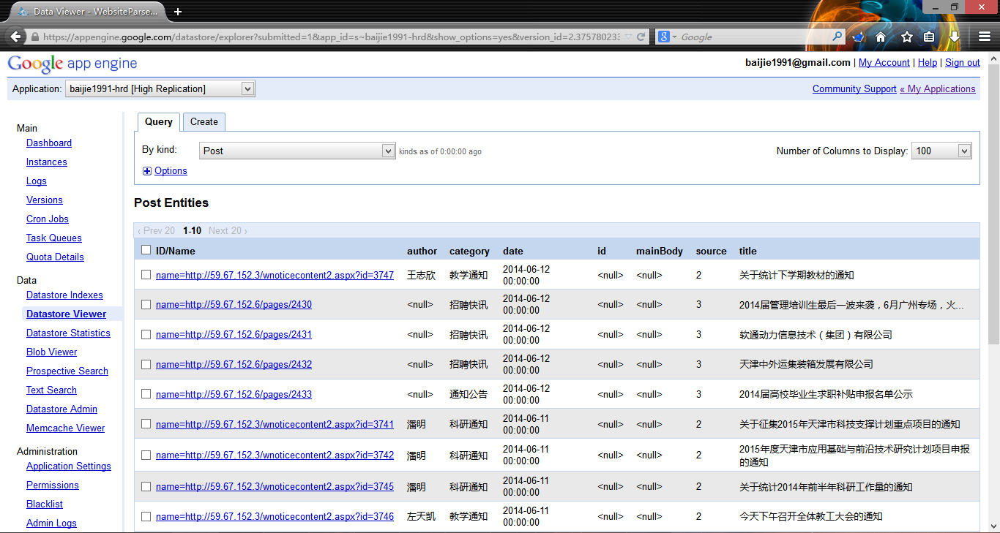 Data Viewer - WebsiteParse...
https://appengine.google.com/datastore/explorer?submitted=1&app_id=s~baijie1991-hrd&show_options=yes&version_id=2.375780233
Google
Google app engine
baijie1991@gmail.com | My Account | Help | Sign out
Application: baijie1991-hrd [High Replication]
Community Support « My Applications
Main
Dashboard
Instances
Logs
Versions
Cron Jobs
Task Queues
Quota Details
Data
Datastore Indexes
Datastore Viewer
Datastore Statistics
Blob Viewer
Prospective Search
Text Search
Datastore Admin
Memcache Viewer
Administration
Application Settings
Permissions
Blacklist
Admin Logs
Query Create
By kind: Post kinds as of 0:00:00 ago
Number of Columns to Display: 100
Options
Post Entities
‹ Prev 20 1-10 Next 20 ›
ID/Name author category date id mainBody source title
name=http://59.67.152.3/wnoticecontent2.aspx?id=3747 王志欣 教学通知 2014-06-12 00:00:00 <null> <null> 2 关于统计下学期教材的通知
name=http://59.67.152.6/pages/2430 <null> 招聘快讯 2014-06-12 00:00:00 <null> <null> 3 2014届管理培训生最后一波来袭，6月广州专场，火...
name=http://59.67.152.6/pages/2431 <null> 招聘快讯 2014-06-12 00:00:00 <null> <null> 3 软通动力信息技术（集团）有限公司
name=http://59.67.152.6/pages/2432 <null> 招聘快讯 2014-06-12 00:00:00 <null> <null> 3 天津中外运集装箱发展有限公司
name=http://59.67.152.6/pages/2433 <null> 通知公告 2014-06-12 00:00:00 <null> <null> 3 2014届高校毕业生求职补贴申报名单公示
name=http://59.67.152.3/wnoticecontent2.aspx?id=3741 潘明 科研通知 2014-06-11 00:00:00 <null> <null> 2 关于征集2015年天津市科技支撑计划重点项目的通知
name=http://59.67.152.3/wnoticecontent2.aspx?id=3742 潘明 科研通知 2014-06-11 00:00:00 <null> <null> 2 2015年度天津市应用基础与前沿技术研究计划项目申报的通知
name=http://59.67.152.3/wnoticecontent2.aspx?id=3745 潘明 科研通知 2014-06-11 00:00:00 <null> <null> 2 关于统计2014年前半年科研工作量的通知
name=http://59.67.152.3/wnoticecontent2.aspx?id=3746 左天凯 教学通知 2014-06-11 00:00:00 <null> <null> 2 今天下午召开全体教工大会的通知